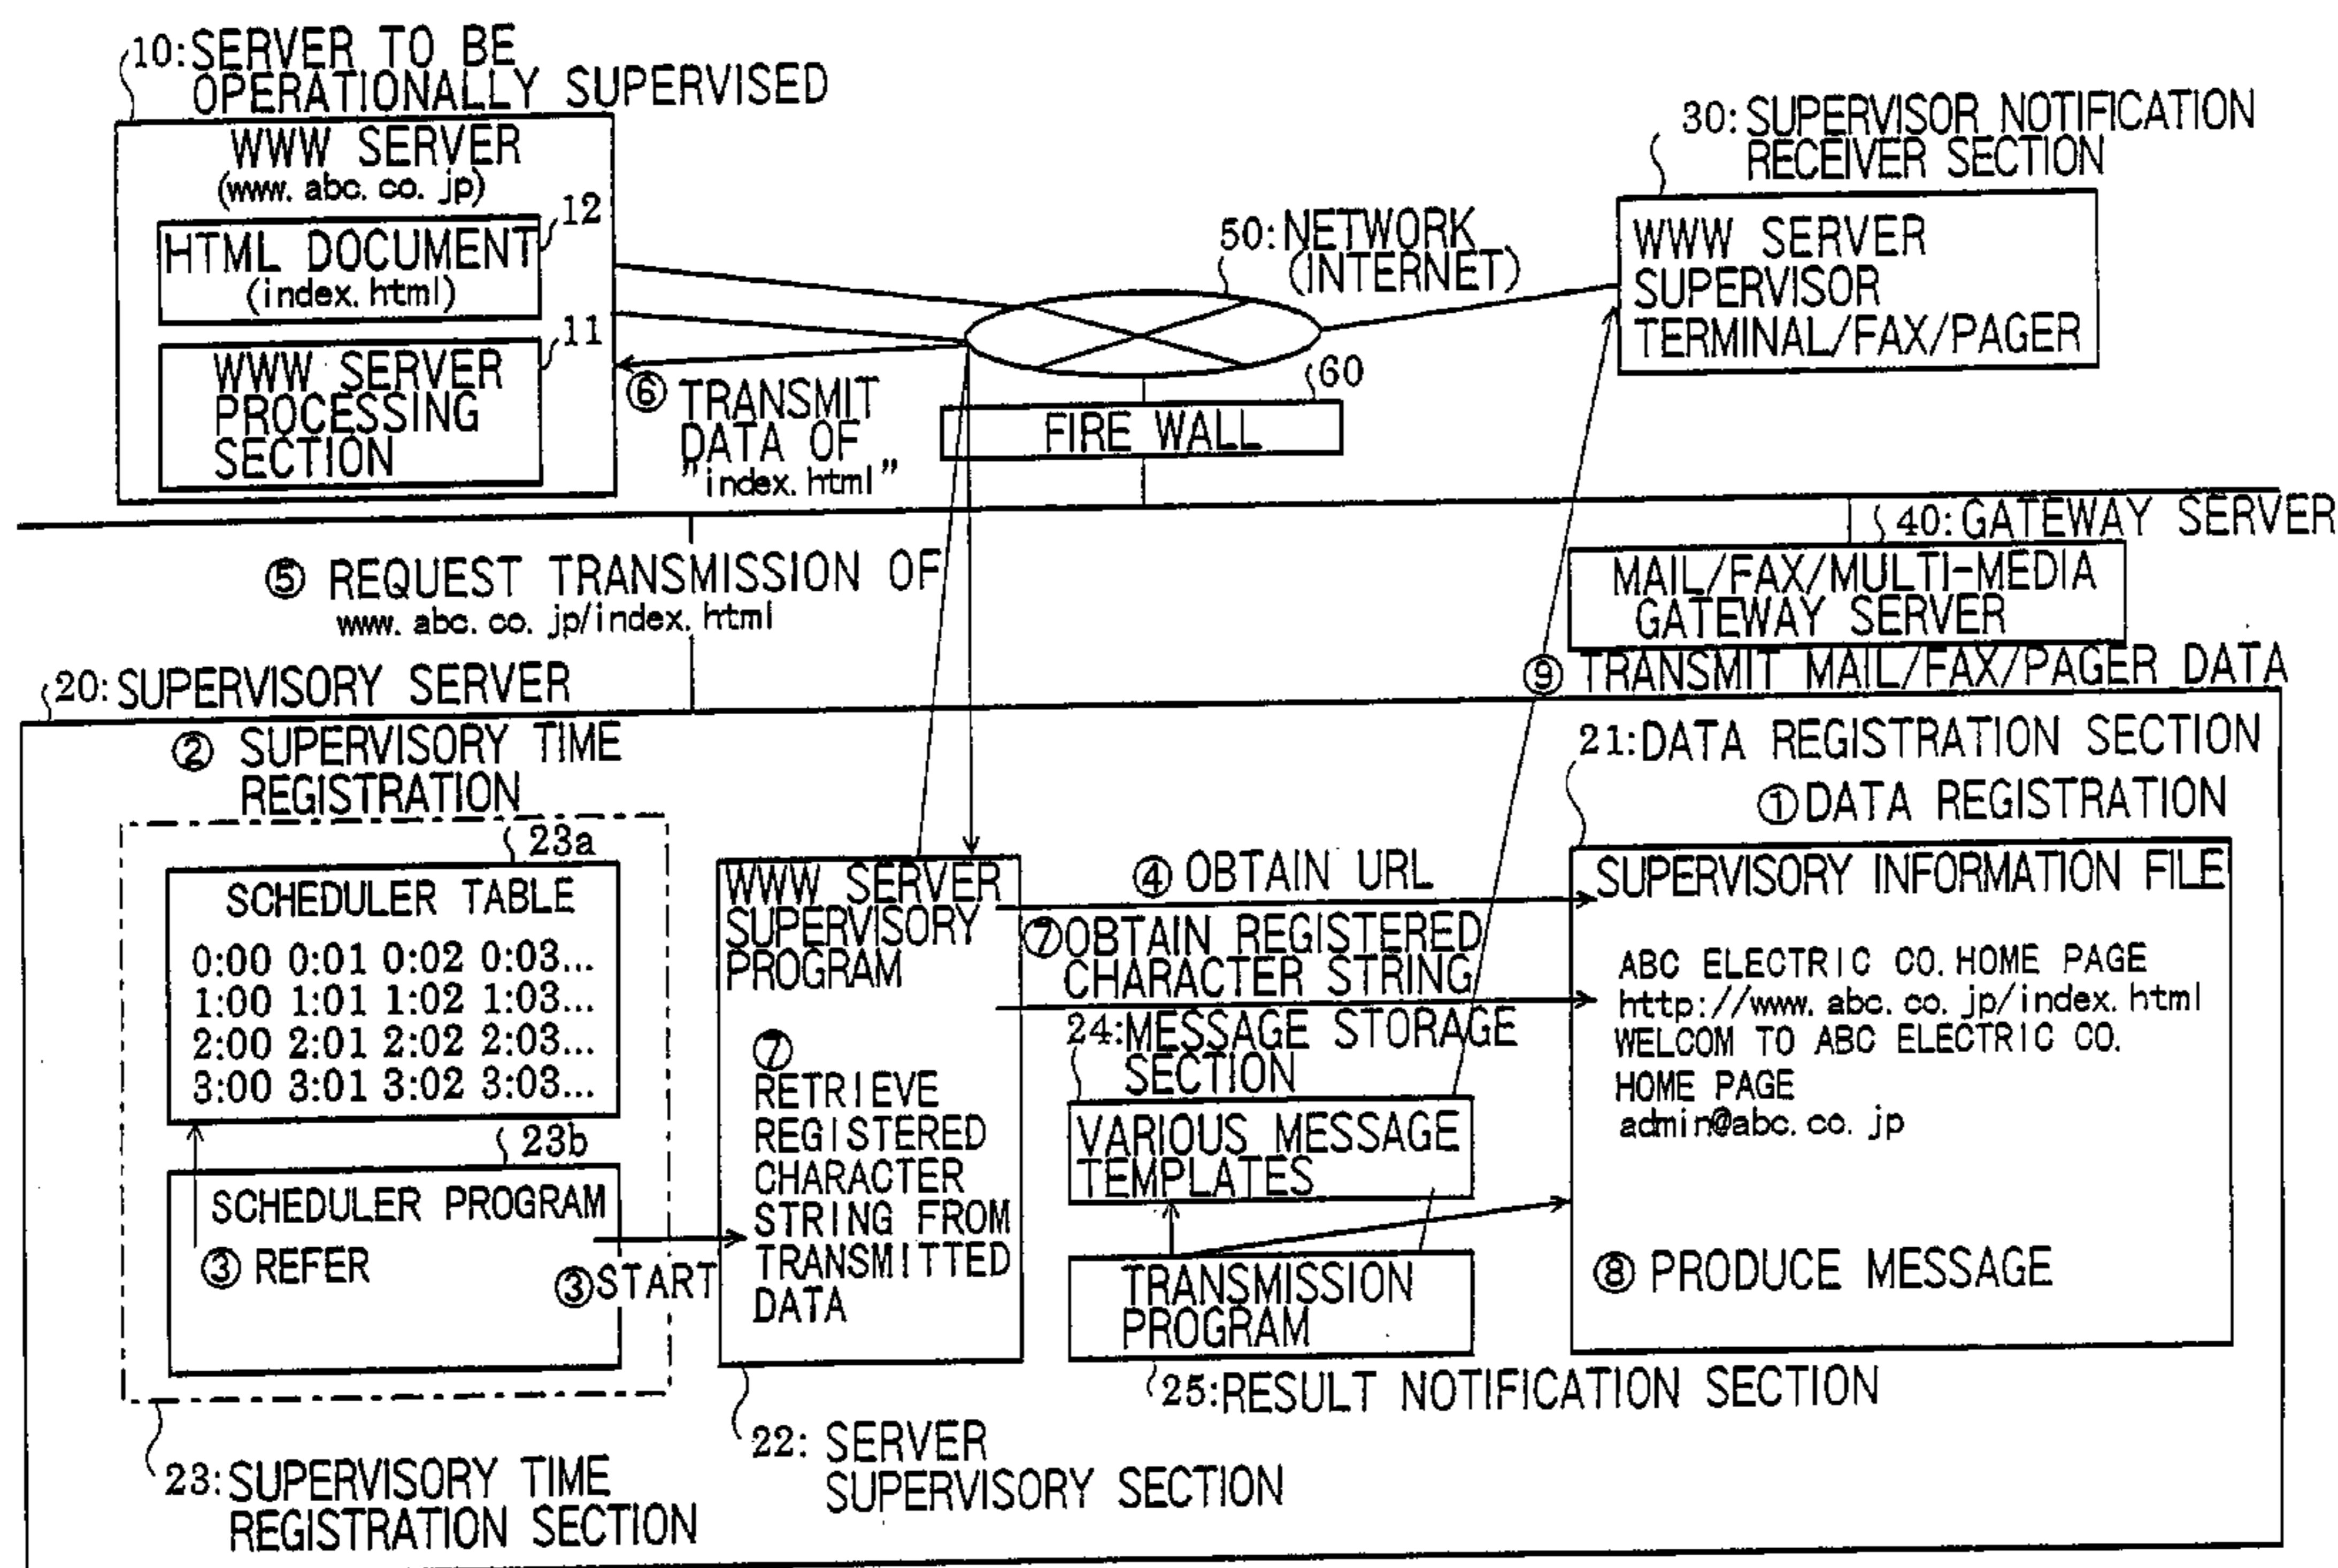 10:SERVER TO BE
OPERATIONALLY SUPERVISED
WWW SERVER
(www.abc.co.jp)
12
HTML DOCUMENT
(index.html)
11
WWW SERVER
PROCESSING
SECTION
⑥ TRANSMIT
DATA OF
"index.html"
50:NETWORK
(INTERNET)
60
FIRE WALL
30:SUPERVISOR NOTIFICATION
RECEIVER SECTION
WWW SERVER
SUPERVISOR
TERMINAL/FAX/PAGER
⑤ REQUEST TRANSMISSION OF
www.abc.co.jp/index.html
40:GATEWAY SERVER
MAIL/FAX/MULTI-MEDIA
GATEWAY SERVER
⑨ TRANSMIT MAIL/FAX/PAGER DATA
20:SUPERVISORY SERVER
② SUPERVISORY TIME
REGISTRATION
23a
SCHEDULER TABLE
0:00 0:01 0:02 0:03...
1:00 1:01 1:02 1:03...
2:00 2:01 2:02 2:03...
3:00 3:01 3:02 3:03...
23b
SCHEDULER PROGRAM
③ REFER
③START
23:SUPERVISORY TIME
REGISTRATION SECTION
WWW SERVER
SUPERVISORY
PROGRAM
⑦
RETRIEVE
REGISTERED
CHARACTER
STRING FROM
TRANSMITTED
DATA
22: SERVER
SUPERVISORY SECTION
④ OBTAIN URL
⑦OBTAIN REGISTERED
CHARACTER STRING
24:MESSAGE STORAGE
SECTION
VARIOUS MESSAGE
TEMPLATES
TRANSMISSION
PROGRAM
25:RESULT NOTIFICATION SECTION
21:DATA REGISTRATION SECTION
①DATA REGISTRATION
SUPERVISORY INFORMATION FILE
ABC ELECTRIC CO.HOME PAGE
http://www.abc.co.jp/index.html
WELCOM TO ABC ELECTRIC CO.
HOME PAGE
admin@abc.co.jp
⑧ PRODUCE MESSAGE